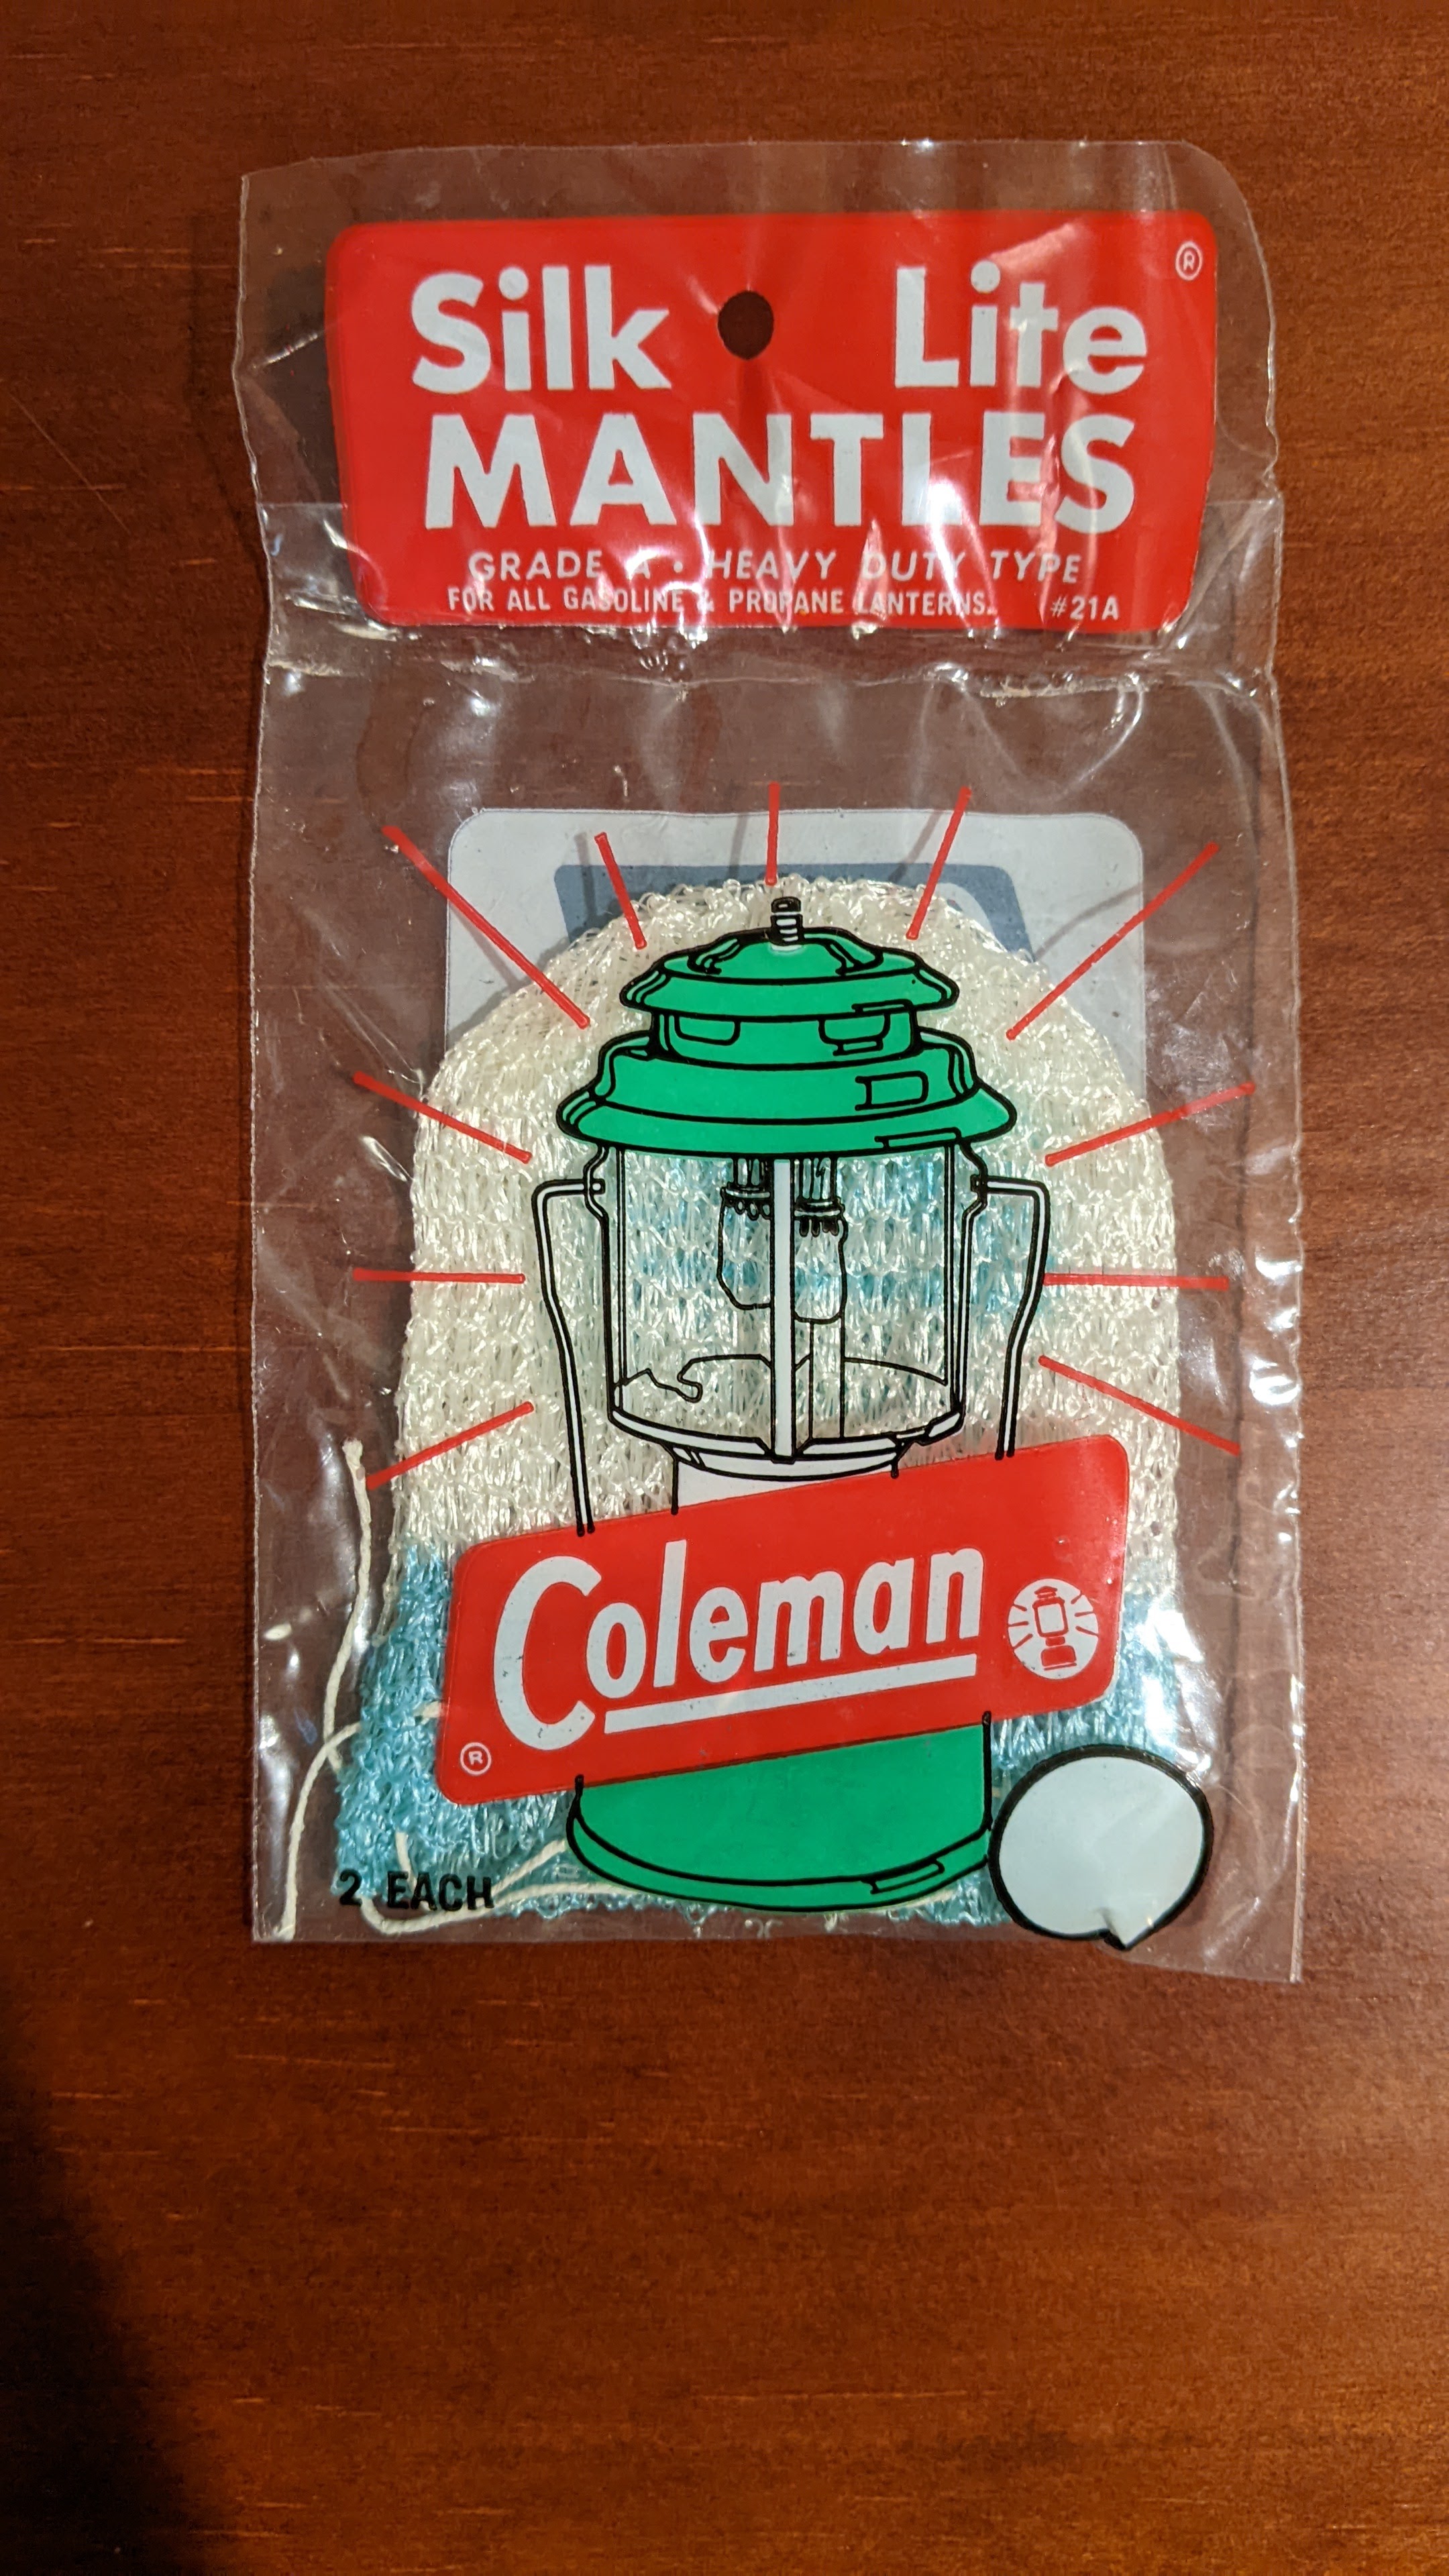 Silk Lite ®
MANTLES
GRADE A • HEAVY DUTY TYPE
FOR ALL GASOLINE & PROPANE LANTERNS. #21A
Coleman
®
2 EACH